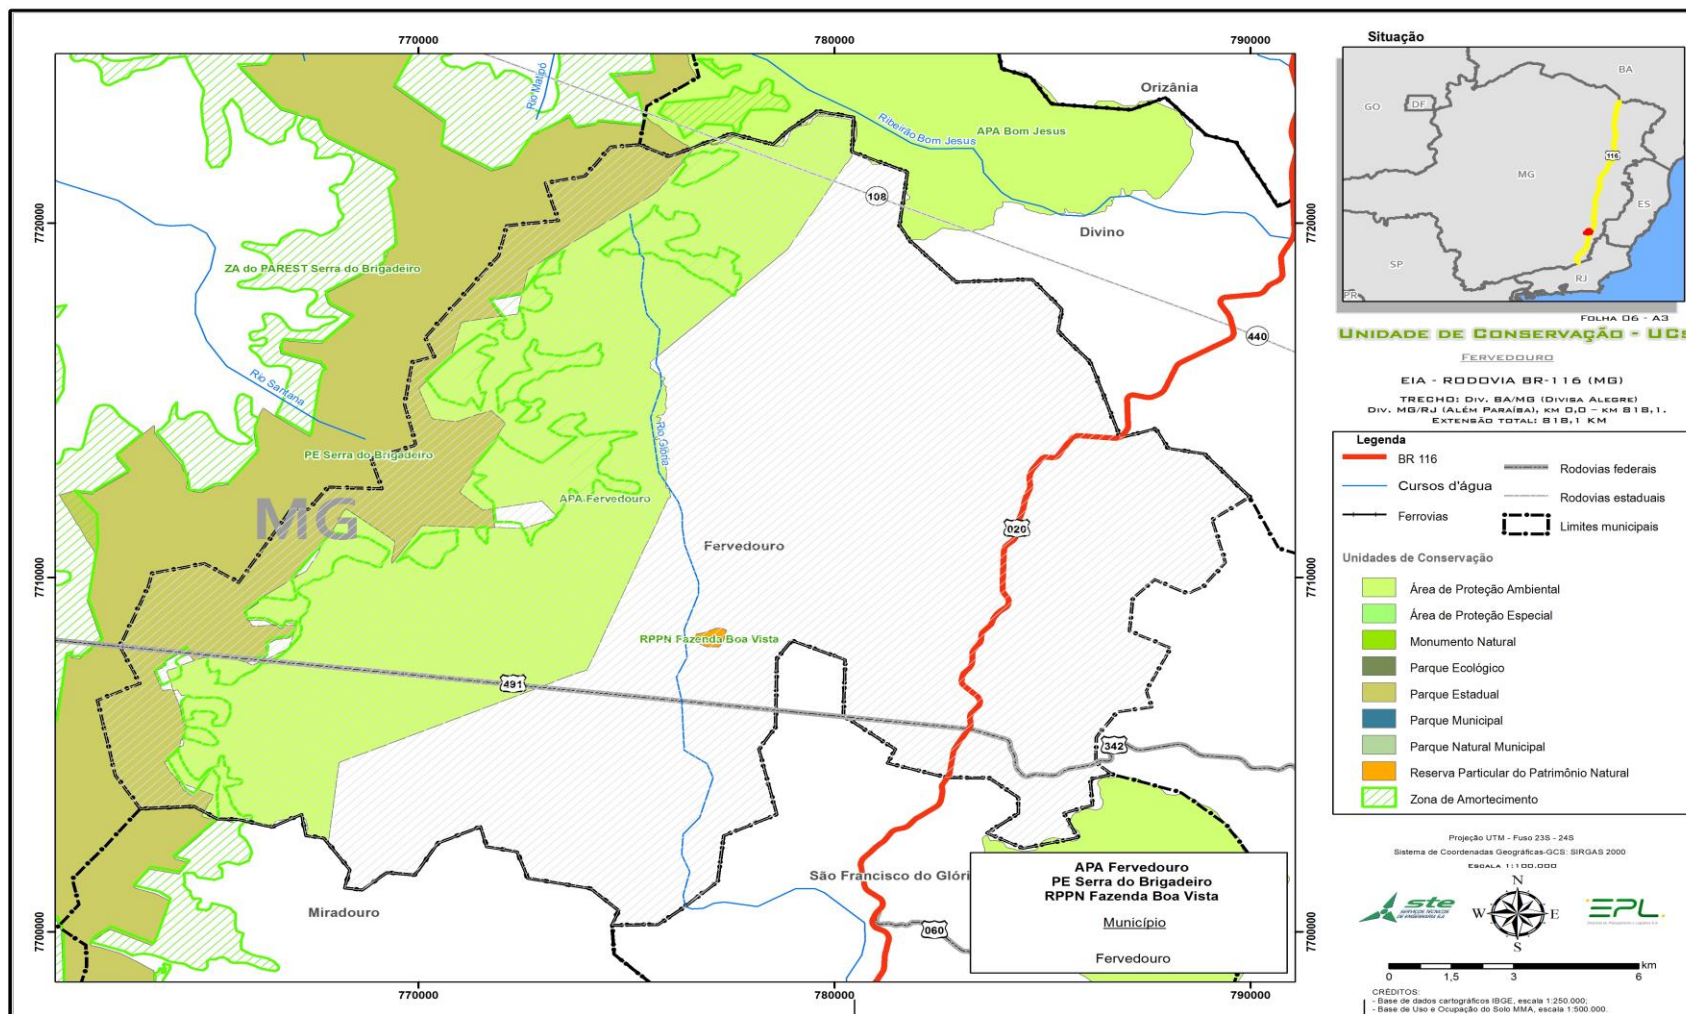 770000
780000
790000
Situação
7720000
7710000
7700000
Rio Matipó
Orizânia
APA Bom Jesus
Ribeirão Bom Jesus
108
Divino
440
ZA do PAREST Serra do Brigadeiro
Rio Santana
PE Serra do Brigadeiro
MG
Rio Glória
APA Fervedouro
Fervedouro
020
RPPN Fazenda Boa Vista
491
342
São Francisco do Glóri
Miradouro
060
APA Fervedouro
PE Serra do Brigadeiro
RPPN Fazenda Boa Vista
Município
Fervedouro
7720000
7710000
7700000
770000
780000
790000
BA
GO
DF
116
MG
ES
SP
RJ
PR
Folha 06 - A3
Unidade de Conservação - UCs
Fervedouro
EIA - Rodovia BR-116 (MG)
Trecho: Div. BA/MG (Divisa Alegre)
Div. MG/RJ (Além Paraíba), km 0,0 – km 818,1.
Extensão total: 818,1 km
Legenda
BR 116
Cursos d'água
Ferrovias
Rodovias federais
Rodovias estaduais
Limites municipais
Unidades de Conservação
Área de Proteção Ambiental
Área de Proteção Especial
Monumento Natural
Parque Ecológico
Parque Estadual
Parque Municipal
Parque Natural Municipal
Reserva Particular do Patrimônio Natural
Zona de Amortecimento
Projeção UTM - Fuso 23S - 24S
Sistema de Coordenadas Geográficas-GCS: SIRGAS 2000
Escala 1:100.000
ste
SERVIÇOS TÉCNICOS
DE ENGENHARIA S.A.
N
W E
S
EPL
km
0 1,5 3 6
CRÉDITOS:
- Base de dados cartográficos IBGE, escala 1:250.000;
- Base de Uso e Ocupação do Solo MMA, escala 1:500.000.